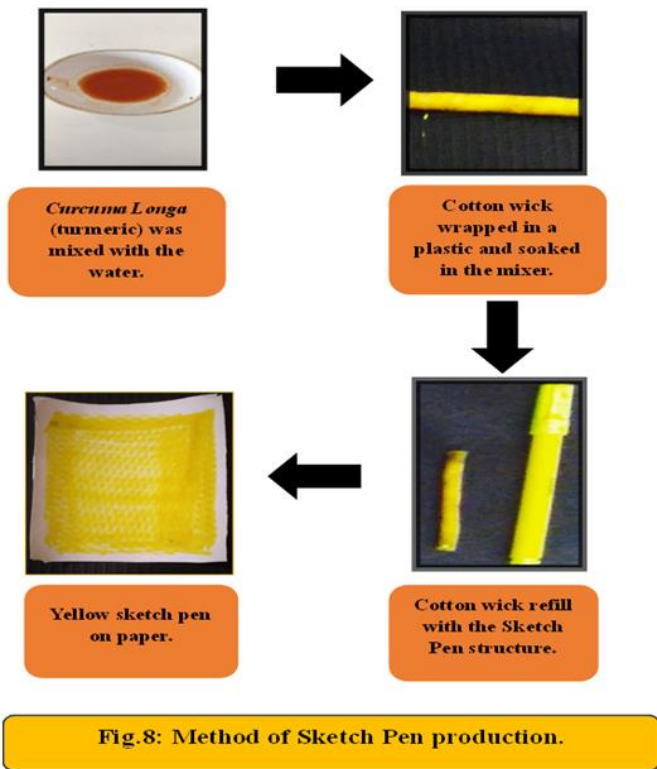 Curcuma Longa
(turmeric) was
mixed with the
water.
Cotton wick
wrapped in a
plastic and soaked
in the mixer.
Cotton wick refill
with the Sketch
Pen structure.
Yellow sketch pen
on paper.
Fig.8: Method of Sketch Pen production.